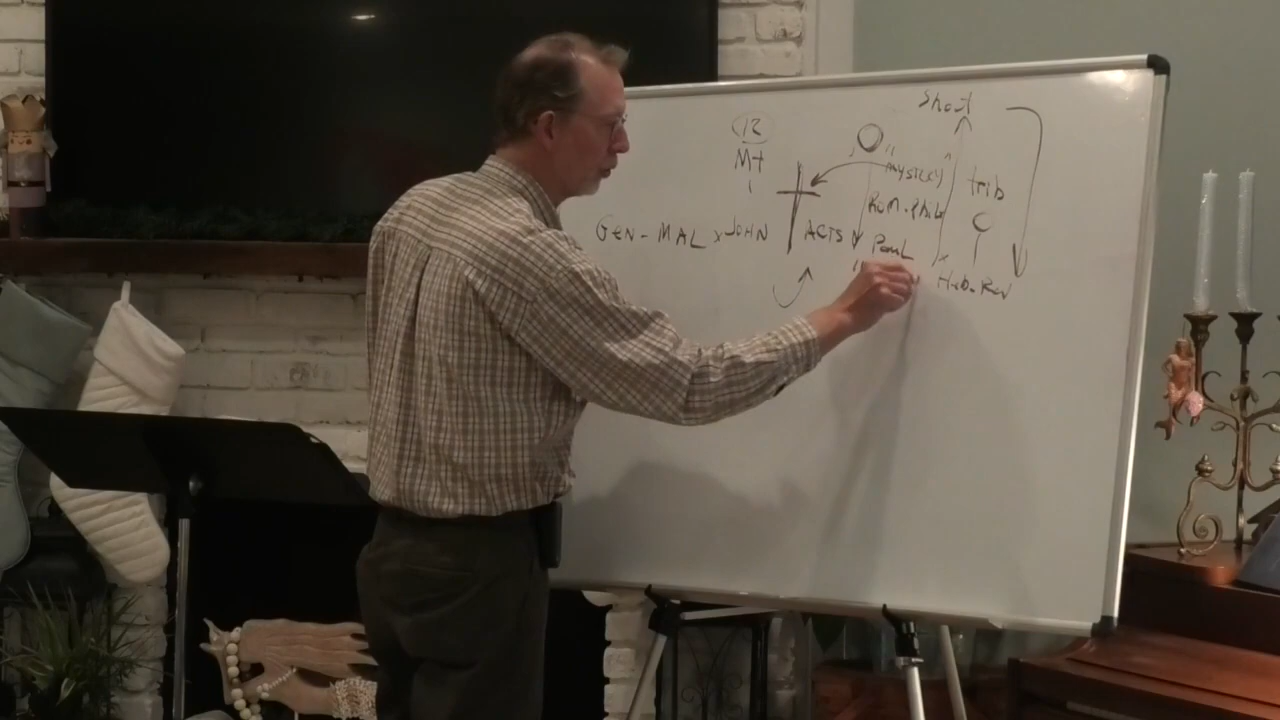 Shout
12
Mt
mystery
trib
Rom. Phil
GEN - MAL x JOHN ACTS
Paul
Heb. Rev